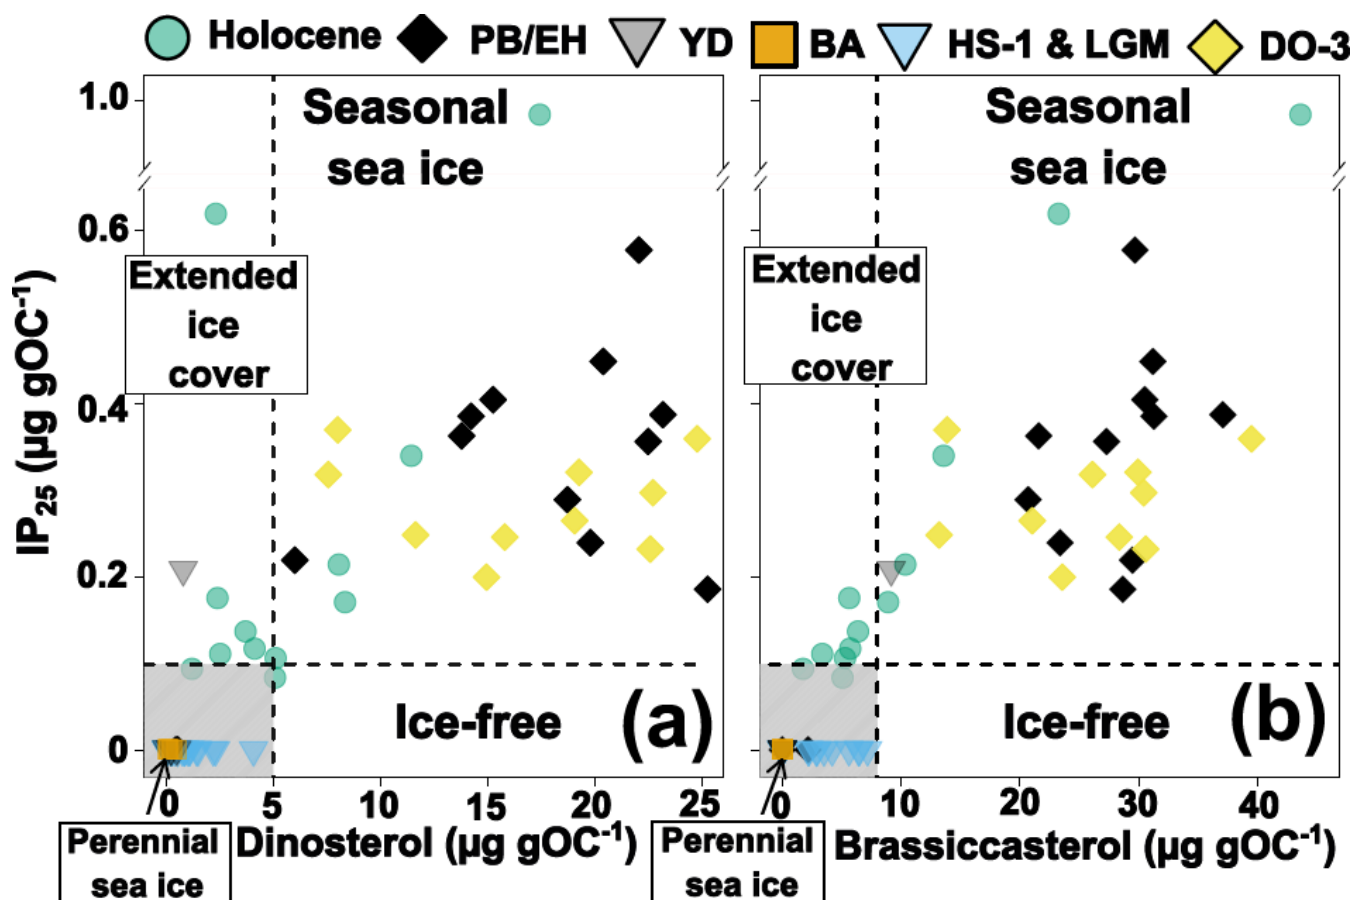 Holocene PB/EH YD BA HS-1 & LGM DO-3
1.0
0.6
0.4
0.2
0
IP25 (µg gOC-1)
Seasonal
sea ice
Extended
ice
cover
Ice-free
(a)
0 5 10 15 20 25
Perennial
sea ice
Dinosterol (µg gOC-1)
Seasonal
sea ice
Extended
ice
cover
Ice-free
(b)
0 10 20 30 40
Perennial
sea ice
Brassiccasterol (µg gOC-1)